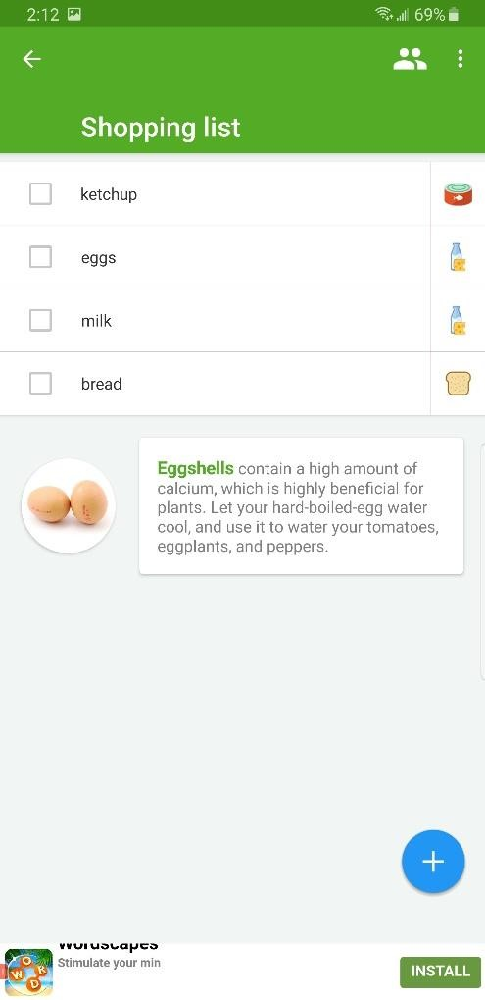 2:12 69%
Shopping list
ketchup
eggs
milk
bread
Eggshells contain a high amount of
calcium, which is highly beneficial for
plants. Let your hard-boiled-egg water
cool, and use it to water your tomatoes,
eggplants, and peppers.
Wordscapes
Stimulate your min
INSTALL
W O R D